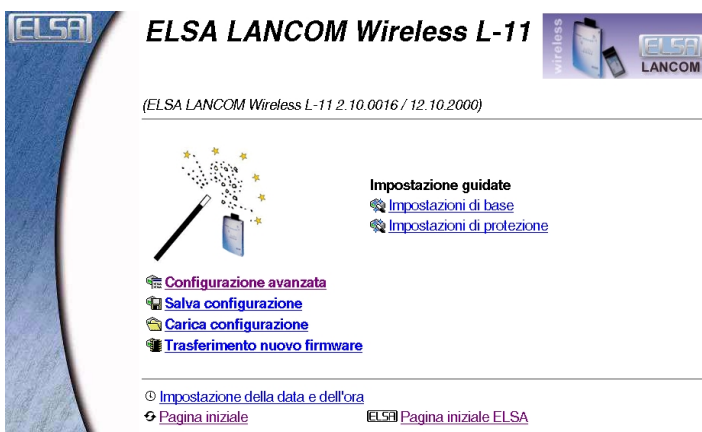 ELSA
ELSA LANCOM Wireless L-11
wireless
ELSA
LANCOM
(ELSA LANCOM Wireless L-11 2.10.0016 / 12.10.2000)
Impostazione guidate
Impostazioni di base
Impostazioni di protezione
Configurazione avanzata
Salva configurazione
Carica configurazione
Trasferimento nuovo firmware
Impostazione della data e dell'ora
Pagina iniziale
ELSA Pagina iniziale ELSA